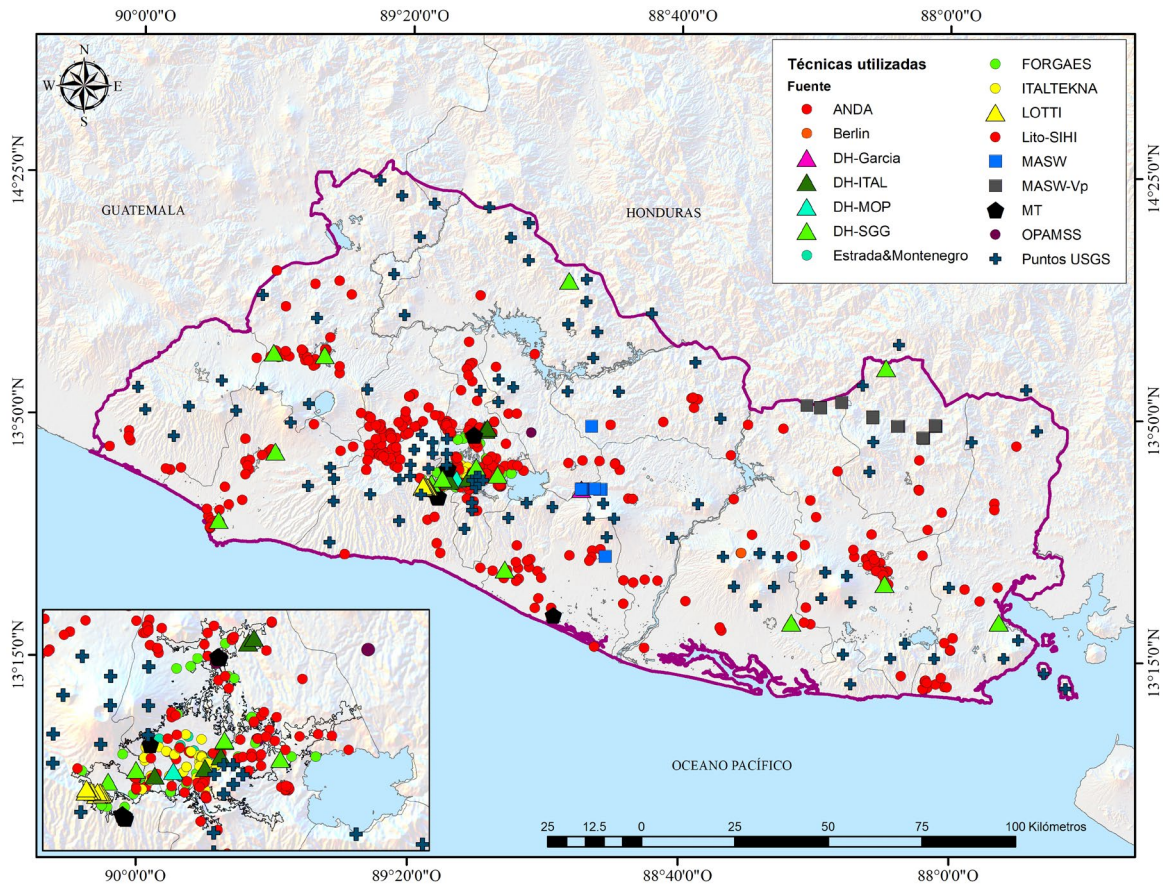 90°0'0"O
89°20'0"O
88°40'0"O
88°0'0"O
N
W
E
S
14°25'0"N
14°25'0"N
GUATEMALA
HONDURAS
Técnicas utilizadas
Fuente
ANDA
Berlin
DH-Garcia
DH-ITAL
DH-MOP
DH-SGG
Estrada&Montenegro
FORGAES
ITALTEKNA
LOTTI
Lito-SIHI
MASW
MASW-Vp
MT
OPAMSS
Puntos USGS
13°50'0"N
13°50'0"N
13°15'0"N
13°15'0"N
OCEANO PACÍFICO
25 12.5 0 25 50 75 100 Kilómetros
90°0'0"O
89°20'0"O
88°40'0"O
88°0'0"O